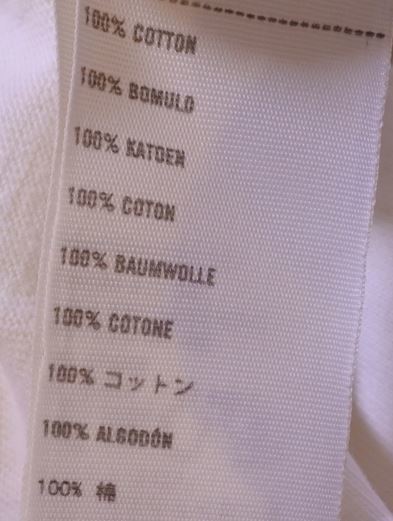 100% COTTON
100% BOMULD
100% KATOEN
100% COTON
100% BAUMWOLLE
100% COTONE
100% コットン
100% ALGODÓN
100% 棉